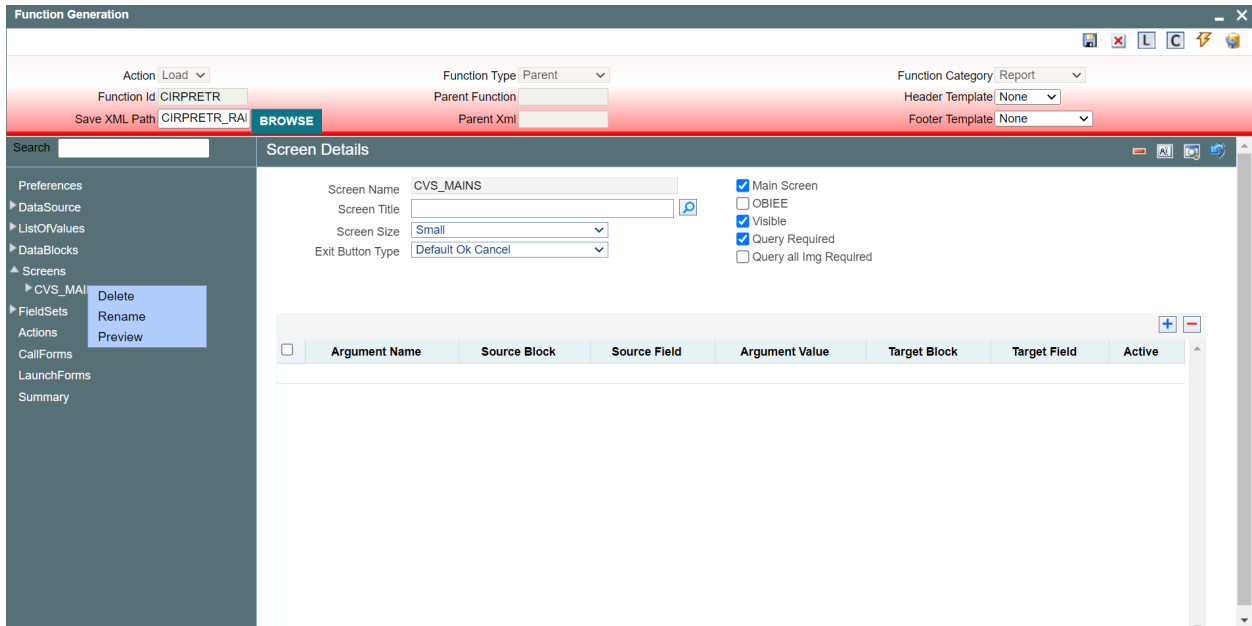 Function Generation
L C
Action Load Function Type Parent Function Category Report
Function Id CIRPRETR Parent Function Header Template None
Save XML Path CIRPRETR_RAI BROWSE Parent Xml Footer Template None
Search Screen Details
Preferences
DataSource
ListOfValues
DataBlocks
Screens
CVS_MAI
Delete
Rename
Preview
FieldSets
Actions
CallForms
LaunchForms
Summary
Screen Name CVS_MAINS
Screen Title
Screen Size Small
Exit Button Type Default Ok Cancel
Main Screen
OBIEE
Visible
Query Required
Query all Img Required
Argument Name Source Block Source Field Argument Value Target Block Target Field Active